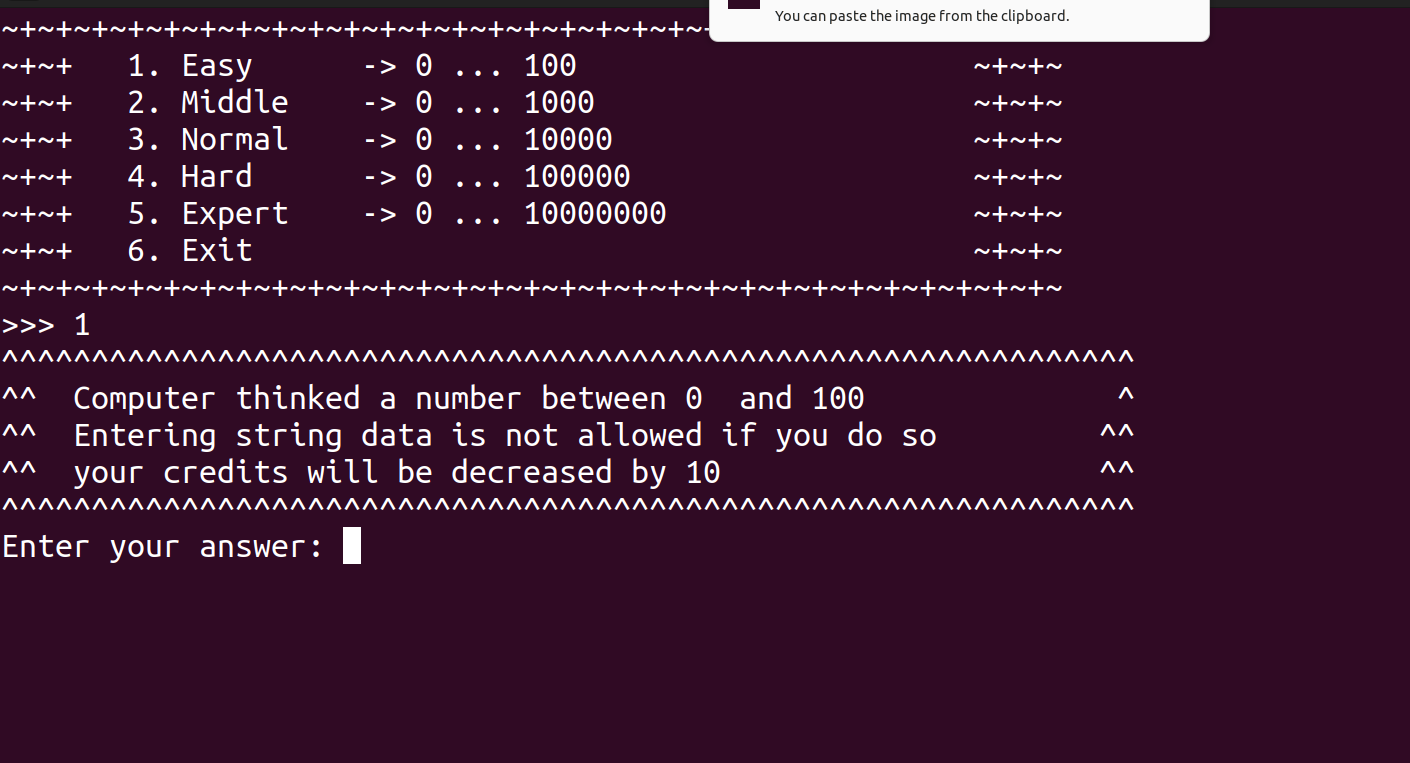 You can paste the image from the clipboard.
~+~+~+~+~+~+~+~+~+~+~+~+~+~+~+~+~+~+~+~+
~+~+   1. Easy      -> 0 ... 100                      ~+~+~
~+~+   2. Middle    -> 0 ... 1000                     ~+~+~
~+~+   3. Normal    -> 0 ... 10000                    ~+~+~
~+~+   4. Hard      -> 0 ... 100000                   ~+~+~
~+~+   5. Expert    -> 0 ... 10000000                 ~+~+~
~+~+   6. Exit                                        ~+~+~
~+~+~+~+~+~+~+~+~+~+~+~+~+~+~+~+~+~+~+~+~+~+~+~+~+~+~+~+~+~
>>> 1
^^^^^^^^^^^^^^^^^^^^^^^^^^^^^^^^^^^^^^^^^^^^^^^^^^^^^^^^^^^^^^^
^^  Computer thinked a number between 0  and 100              ^
^^  Entering string data is not allowed if you do so         ^^
^^  your credits will be decreased by 10                     ^^
^^^^^^^^^^^^^^^^^^^^^^^^^^^^^^^^^^^^^^^^^^^^^^^^^^^^^^^^^^^^^^^
Enter your answer: